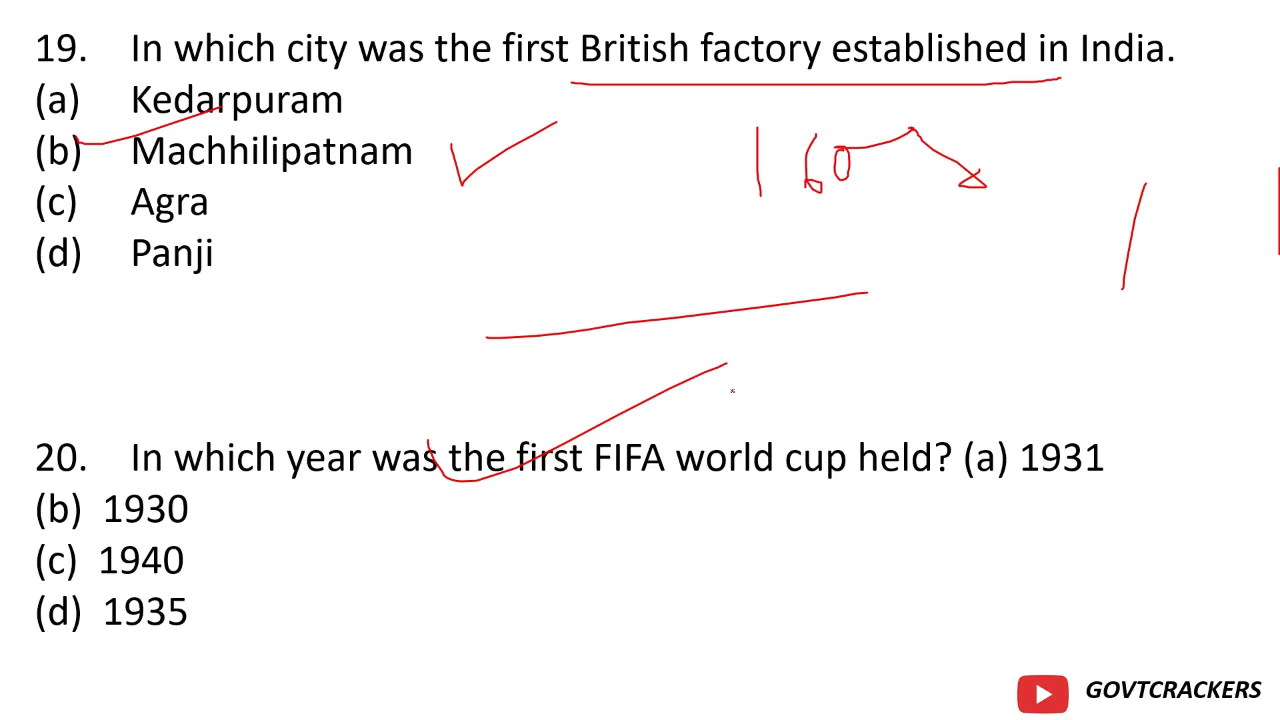 19. In which city was the first British factory established in India.
(a) Kedarpuram
(b) Machhilipatnam
160
(c) Agra
(d) Panji
20. In which year was the first FIFA world cup held? (a) 1931
(b) 1930
(c) 1940
(d) 1935
GOVTCRACKERS